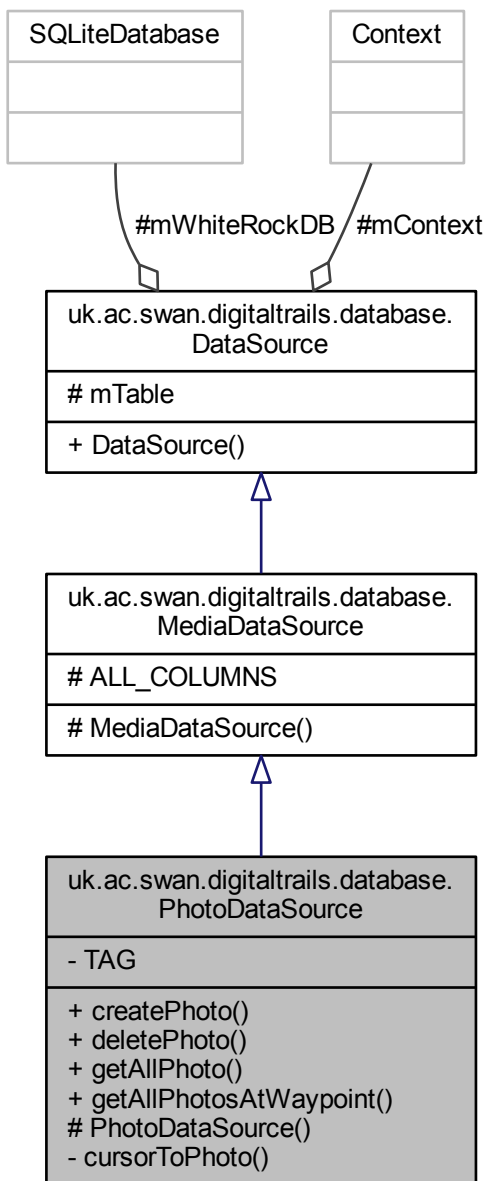 SQLiteDatabase
Context
#mWhiteRockDB
#mContext
uk.ac.swan.digitaltrails.database.
DataSource
# mTable
+ DataSource()
uk.ac.swan.digitaltrails.database.
MediaDataSource
# ALL_COLUMNS
# MediaDataSource()
uk.ac.swan.digitaltrails.database.
PhotoDataSource
- TAG
+ createPhoto()
+ deletePhoto()
+ getAllPhoto()
+ getAllPhotosAtWaypoint()
# PhotoDataSource()
- cursorToPhoto()